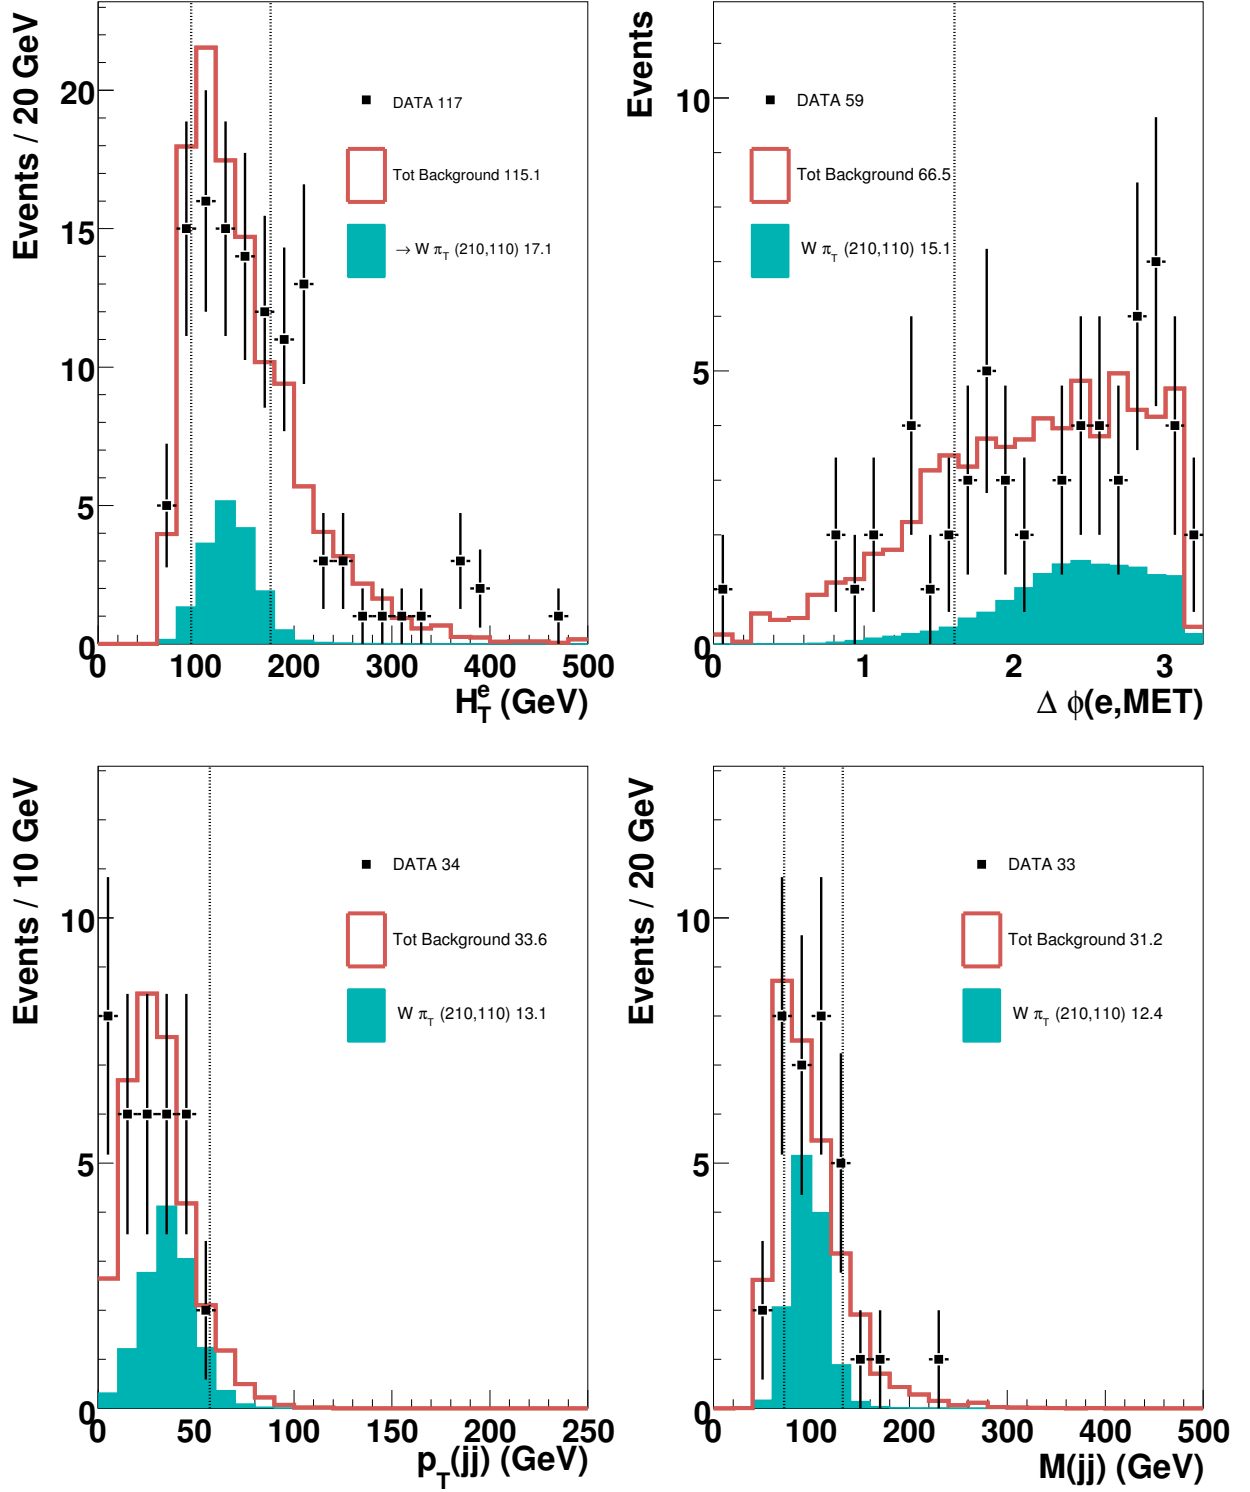 Events / 20 GeV
20
15
10
5
0
DATA 117
Tot Background 115.1
→ W π_T (210,110) 17.1
0 100 200 300 400 500
H_T^e (GeV)
Events
10
5
0
DATA 59
Tot Background 66.5
W π_T (210,110) 15.1
0 1 2 3
Δ ϕ(e,MET)
Events / 10 GeV
10
5
0
DATA 34
Tot Background 33.6
W π_T (210,110) 13.1
0 50 100 150 200 250
p_T(jj) (GeV)
Events / 20 GeV
10
5
0
DATA 33
Tot Background 31.2
W π_T (210,110) 12.4
0 100 200 300 400 500
M(jj) (GeV)